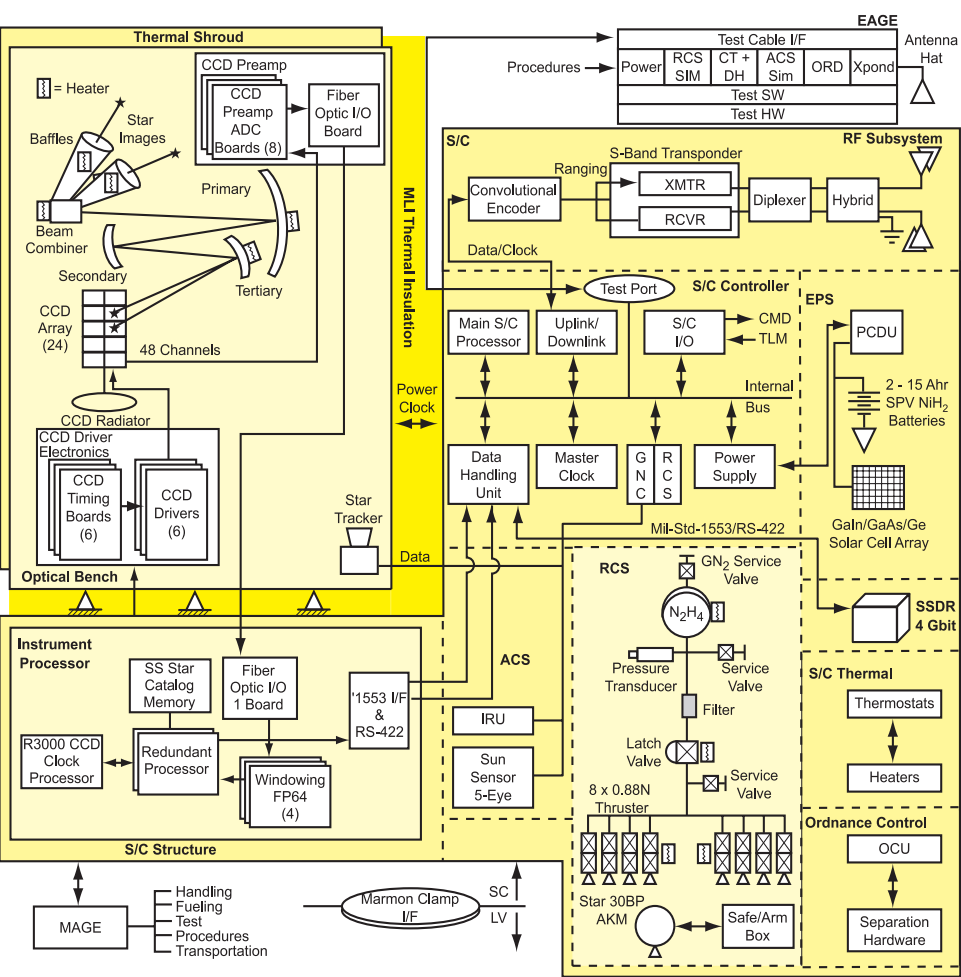 EAGE
Thermal Shroud
Test Cable I/F
Antenna
Hat
Procedures
Power
RCS
SIM
CT +
DH
ACS
Sim
ORD
Xpond
Test SW
Test HW
CCD Preamp
CCD
Preamp
ADC
Boards (8)
Fiber
Optic I/O
Board
= Heater
Baffles
Star
Images
Primary
Beam
Combiner
Secondary
Tertiary
CCD
Array
(24)
48 Channels
CCD Radiator
CCD Driver
Electronics
CCD
Timing
Boards
(6)
CCD
Drivers
(6)
Star
Tracker
Optical Bench
MLI Thermal Insulation
Power
Clock
Data
S/C
RF Subsystem
S-Band Transponder
Ranging
Convolutional
Encoder
XMTR
RCVR
Diplexer
Hybrid
Data/Clock
Test Port
S/C Controller
EPS
Main S/C
Processor
Uplink/
Downlink
S/C
I/O
CMD
TLM
PCDU
Internal
Bus
2 - 15 Ahr
SPV NiH2
Batteries
Data
Handling
Unit
Master
Clock
G
N
C
R
C
S
Power
Supply
Mil-Std-1553/RS-422
GaIn/GaAs/Ge
Solar Cell Array
RCS
GN2 Service
Valve
N2H4
SSDR
4 Gbit
Instrument
Processor
SS Star
Catalog
Memory
Fiber
Optic I/O
1 Board
'1553 I/F
&
RS-422
R3000 CCD
Clock
Processor
Redundant
Processor
Windowing
FP64
(4)
S/C Structure
ACS
IRU
Sun
Sensor
5-Eye
Pressure
Transducer
Service
Valve
Filter
Latch
Valve
Service
Valve
8 x 0.88N
Thruster
S/C Thermal
Thermostats
Heaters
Ordnance Control
OCU
Separation
Hardware
Star 30BP
AKM
Safe/Arm
Box
MAGE
Handling
Fueling
Test
Procedures
Transportation
Marmon Clamp
I/F
SC
LV